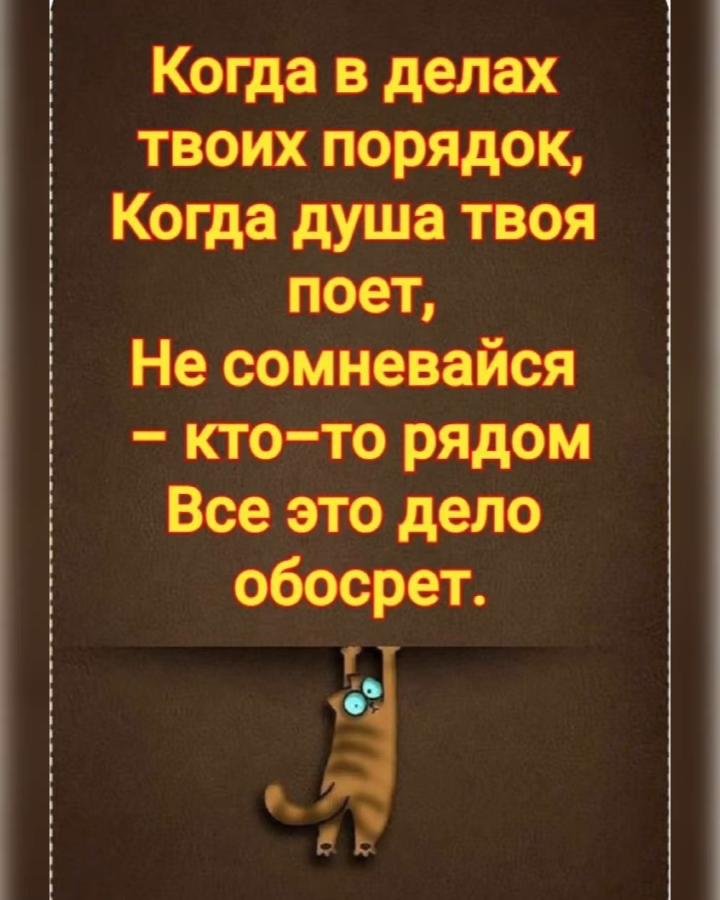 Когда в делах
твоих порядок,
Когда душа твоя
поет,
Не сомневайся
– кто–то рядом
Все это дело
обосрет.